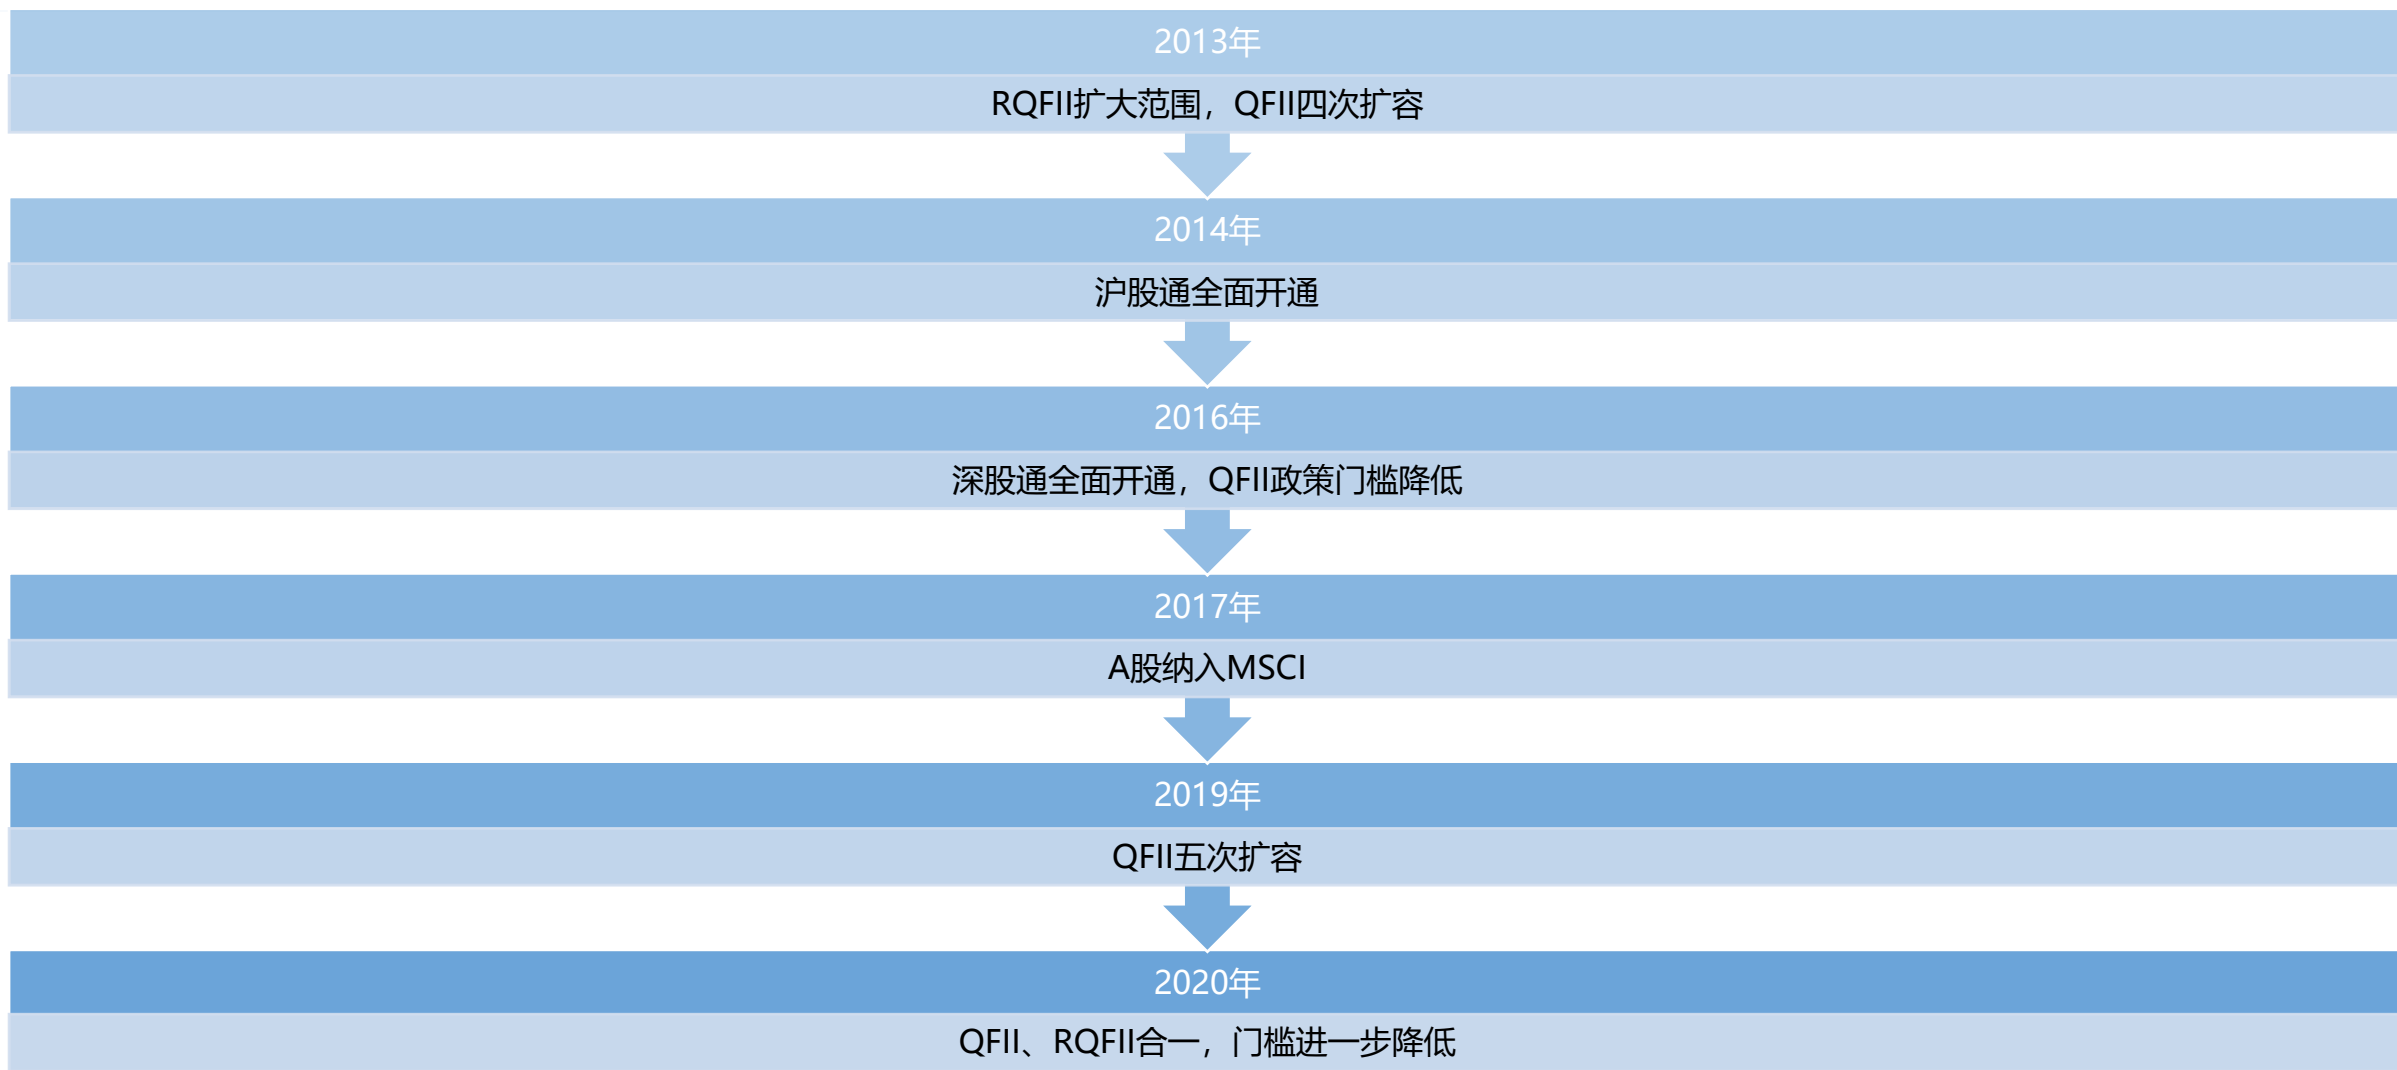 2013年
RQFII扩大范围，QFII四次扩容
2014年
沪股通全面开通
2016年
深股通全面开通，QFII政策门槛降低
2017年
A股纳入MSCI
2019年
QFII五次扩容
2020年
QFII、RQFII合一，门槛进一步降低